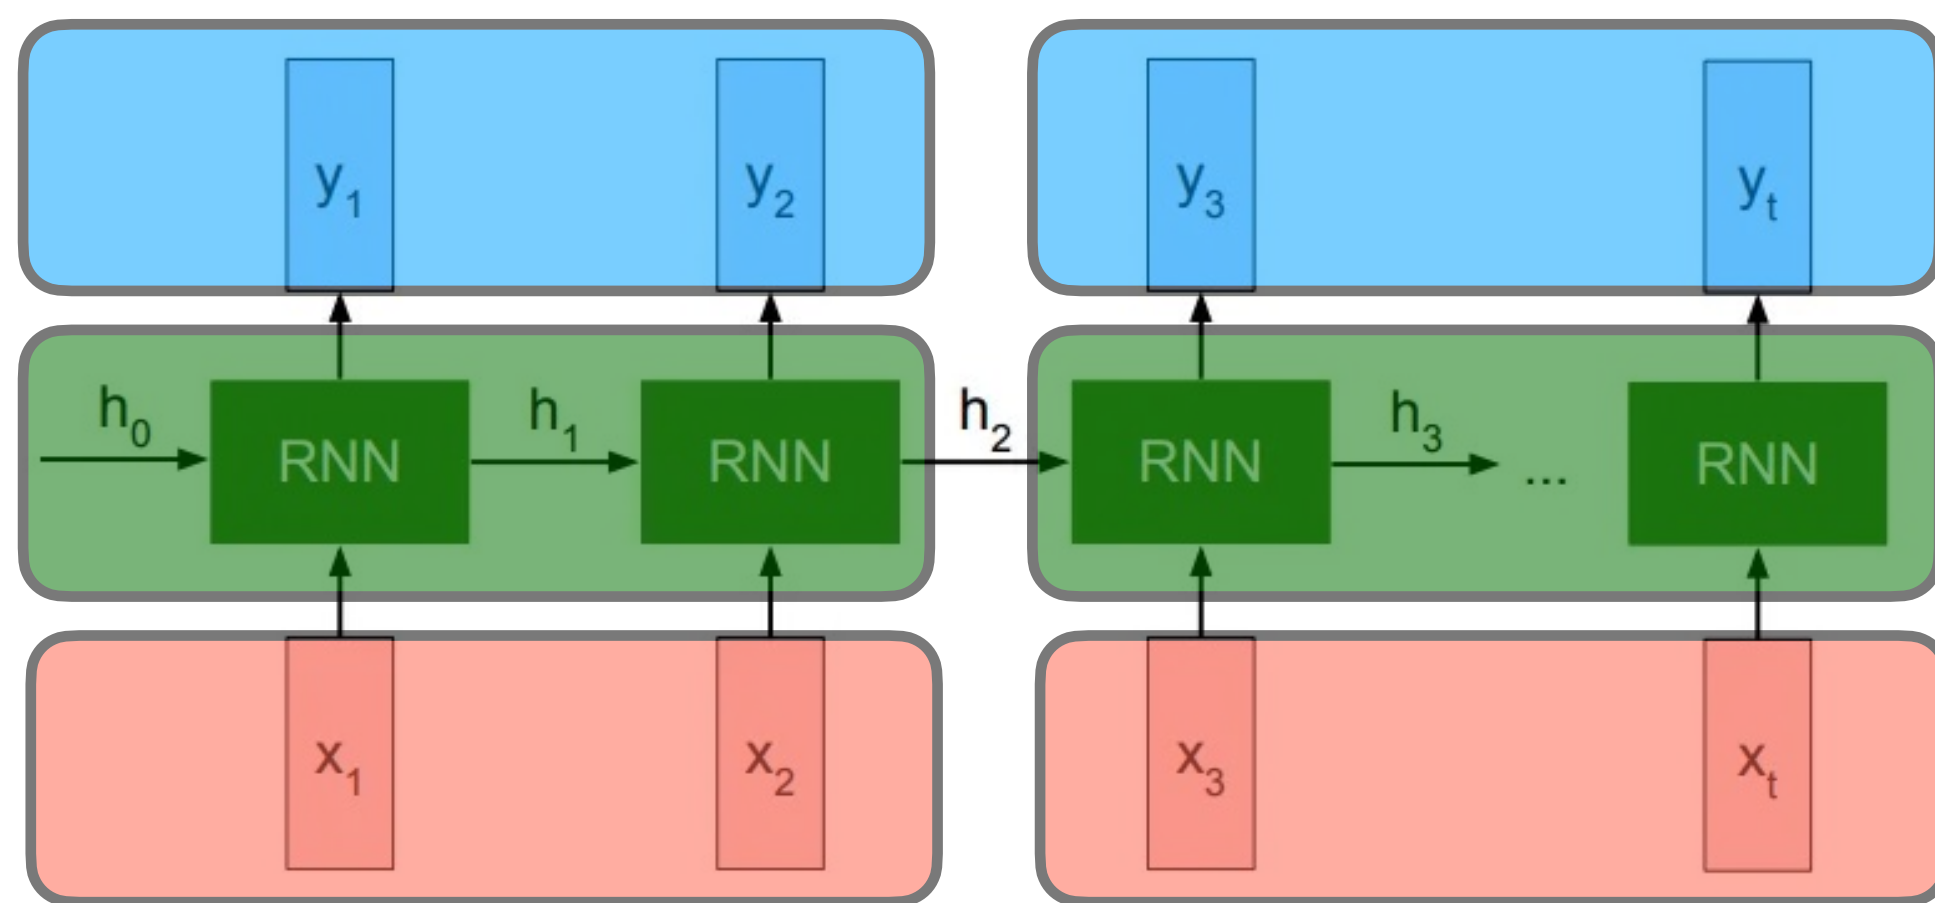 y1 y2 y3 yt
h0 RNN h1 RNN h2 RNN h3 ... RNN
x1 x2 x3 xt